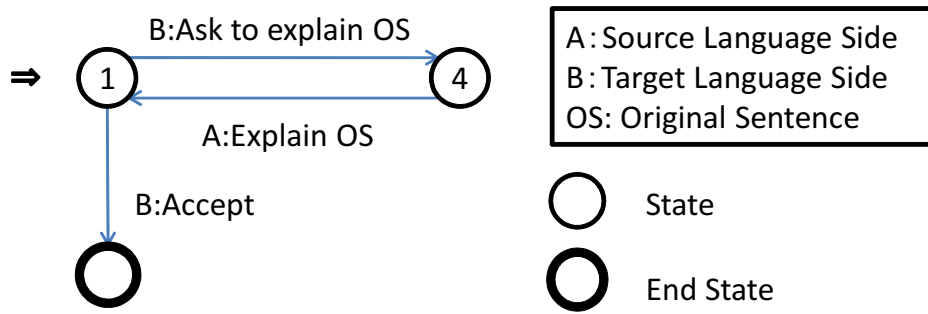 B:Ask to explain OS
⇒
1
4
A:Explain OS
B:Accept
A:Source Language Side
B:Target Language Side
OS: Original Sentence
State
End State